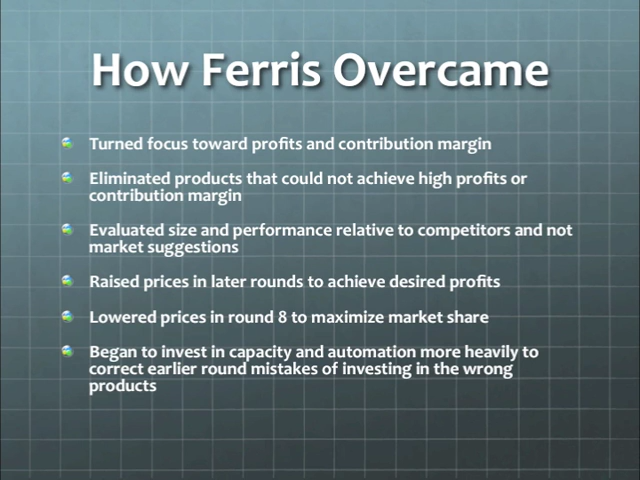 How Ferris Overcame
Turned focus toward profits and contribution margin
Eliminated products that could not achieve high profits or
contribution margin
Evaluated size and performance relative to competitors and not
market suggestions
Raised prices in later rounds to achieve desired profits
Lowered prices in round 8 to maximize market share
Began to invest in capacity and automation more heavily to
correct earlier round mistakes of investing in the wrong
products